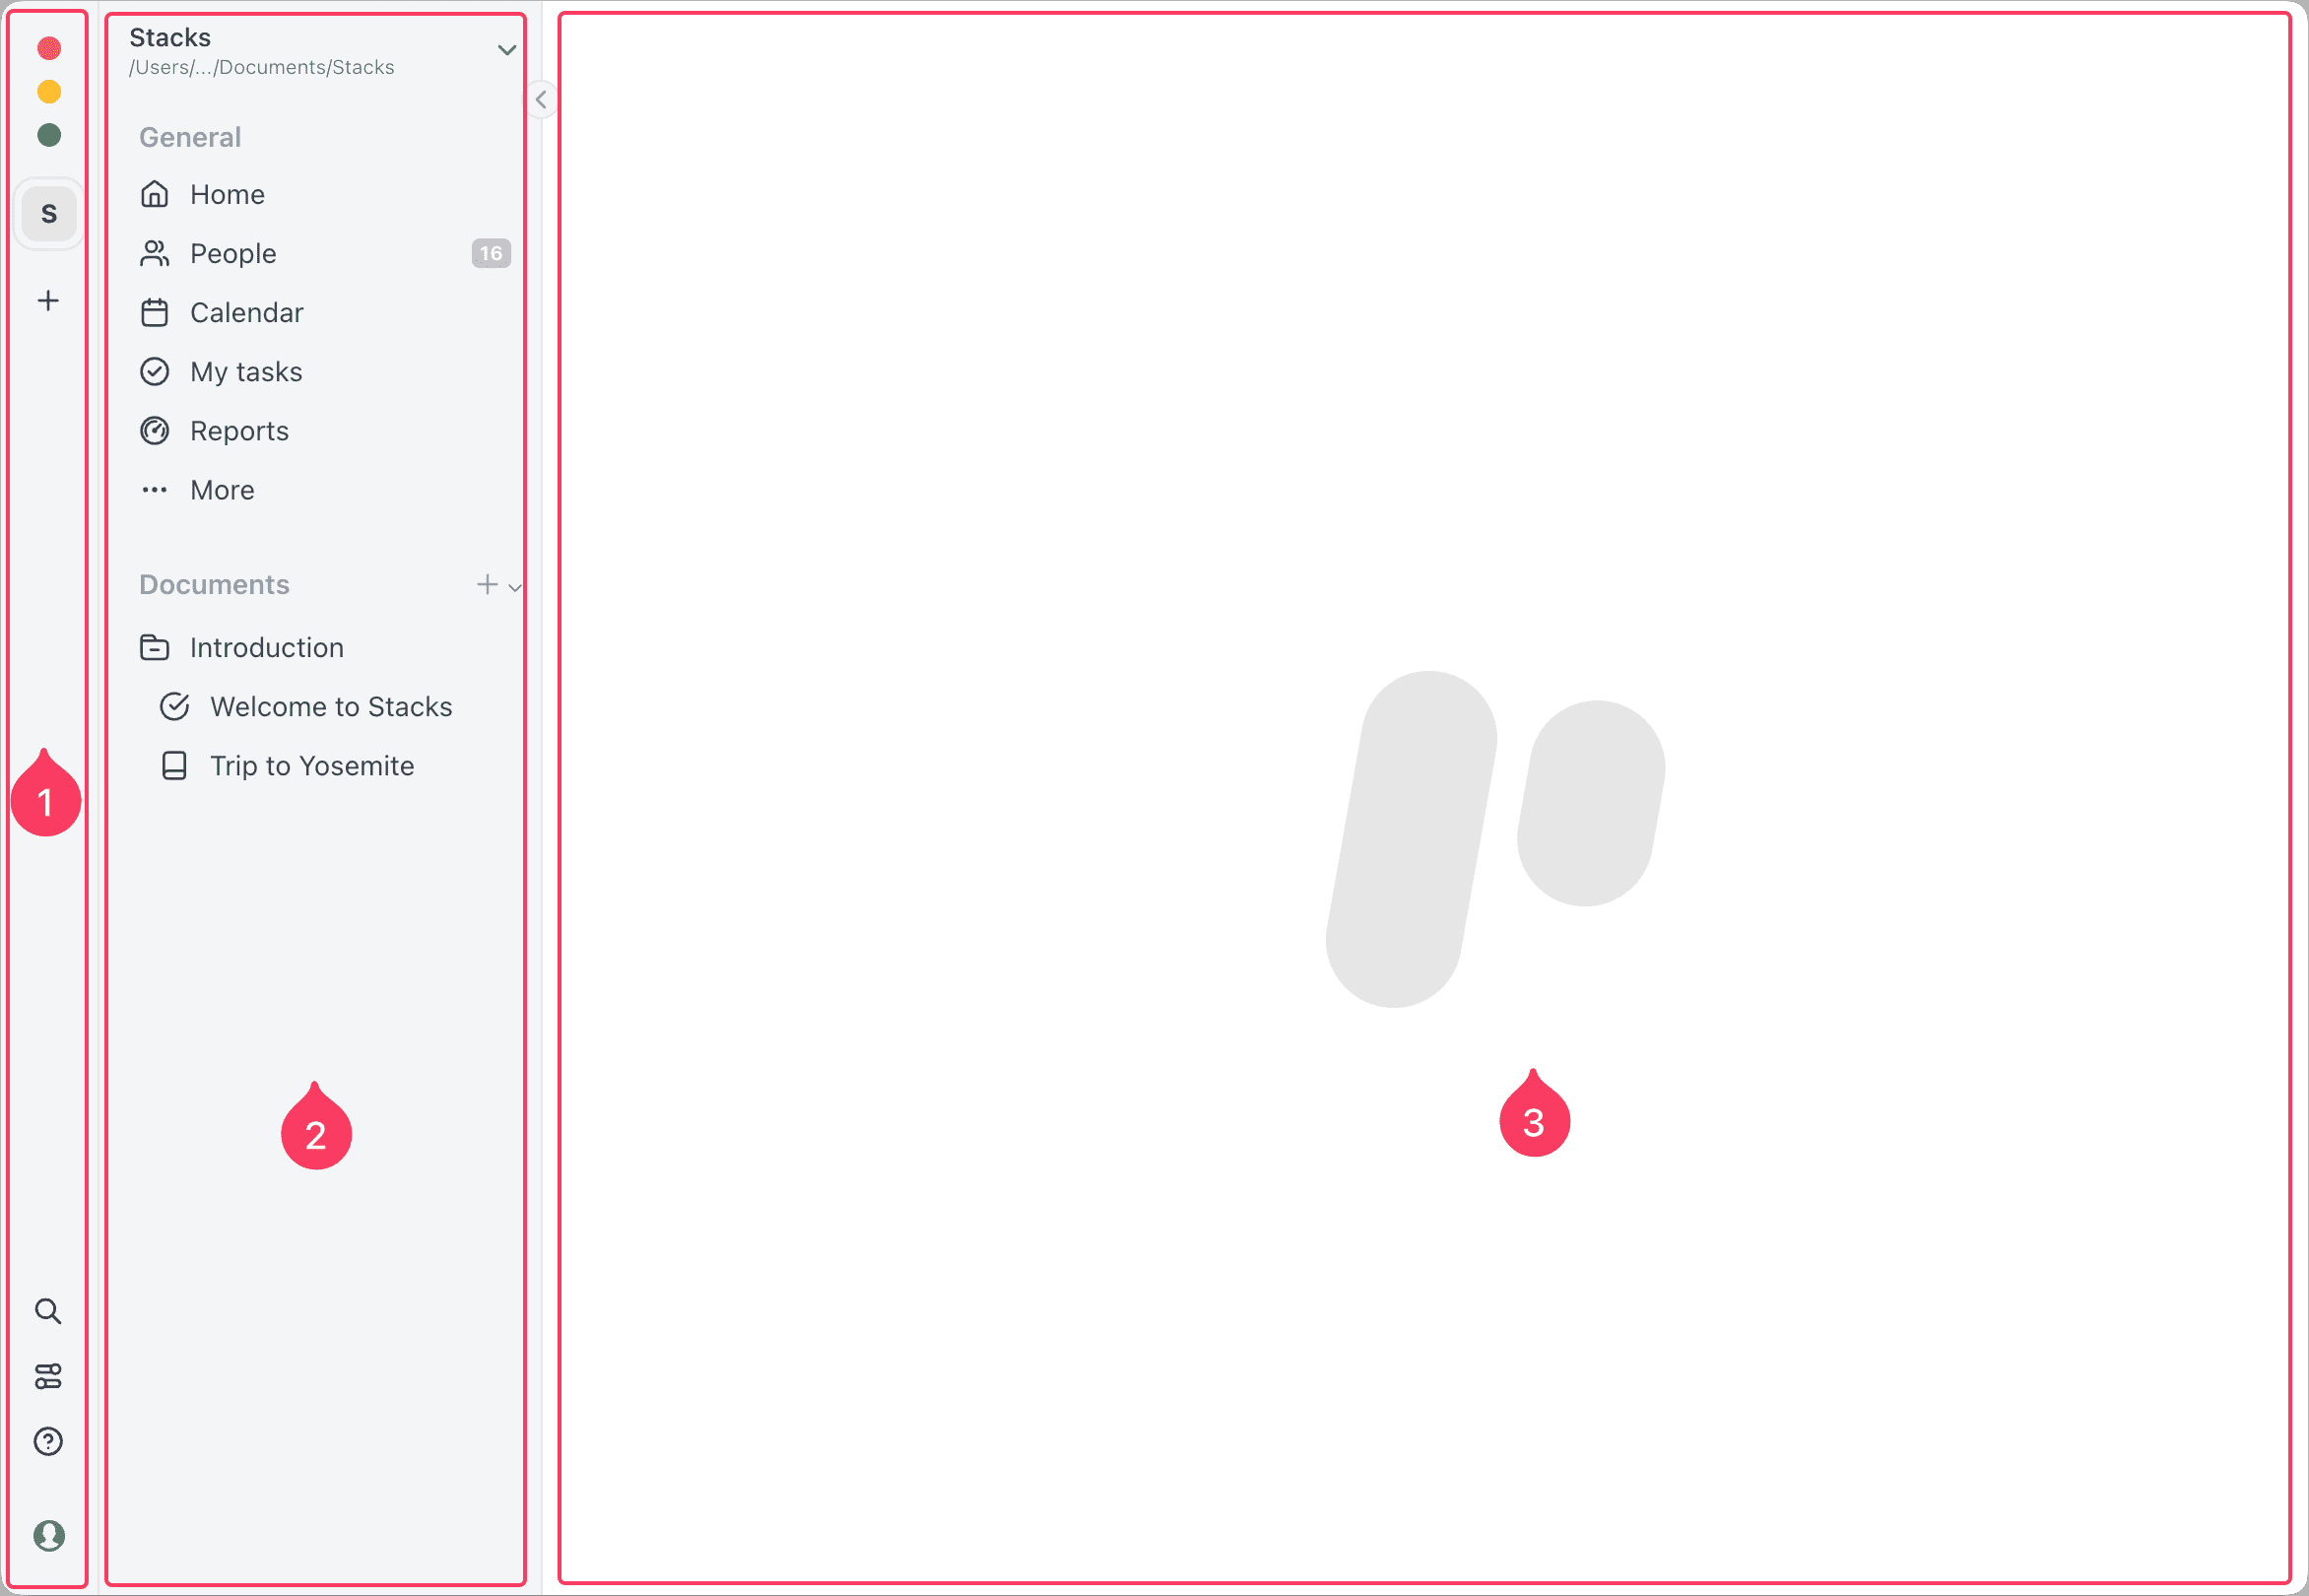 Stacks
/Users/.../Documents/Stacks
S
General
Home
People 16
Calendar
My tasks
Reports
More
Documents
Introduction
Welcome to Stacks
Trip to Yosemite
1
2
3